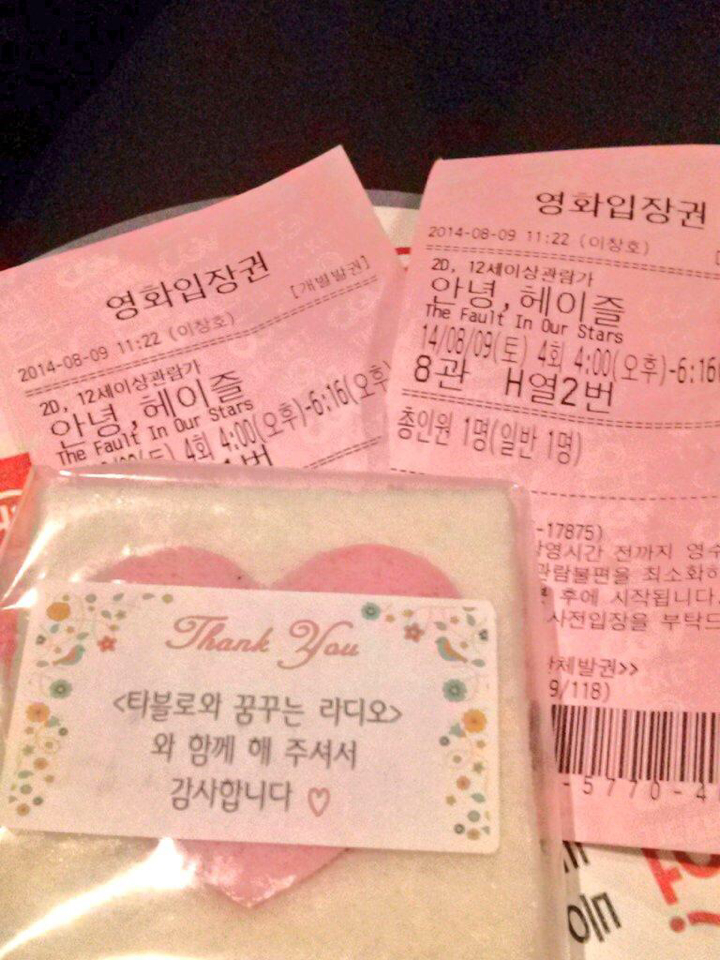 영화입장권
[개별발권]
2014-08-09 11:22 (이창호)
2D, 12세이상관람가
안녕,헤이즐
The Fault In Our Stars
4회 4:00(오후)-6:16(오후)
영화입장권
2014-08-09 11:22 (이창호)
2D, 12세이상관람가
안녕,헤이즐
The Fault In Our Stars
14/08/09(토) 4회 4:00(오후)-6:16(
8관 H열2번
총인원 1명(일반 1명)
-17875)
상영시간 전까지 영수
관람불편을 최소화하
후에 시작됩니다.
사전입장을 부탁드
9/118)
-5770-4
Thank You
<타블로와 꿈꾸는 라디오>
와 함께 해 주셔서
감사합니다 ♡